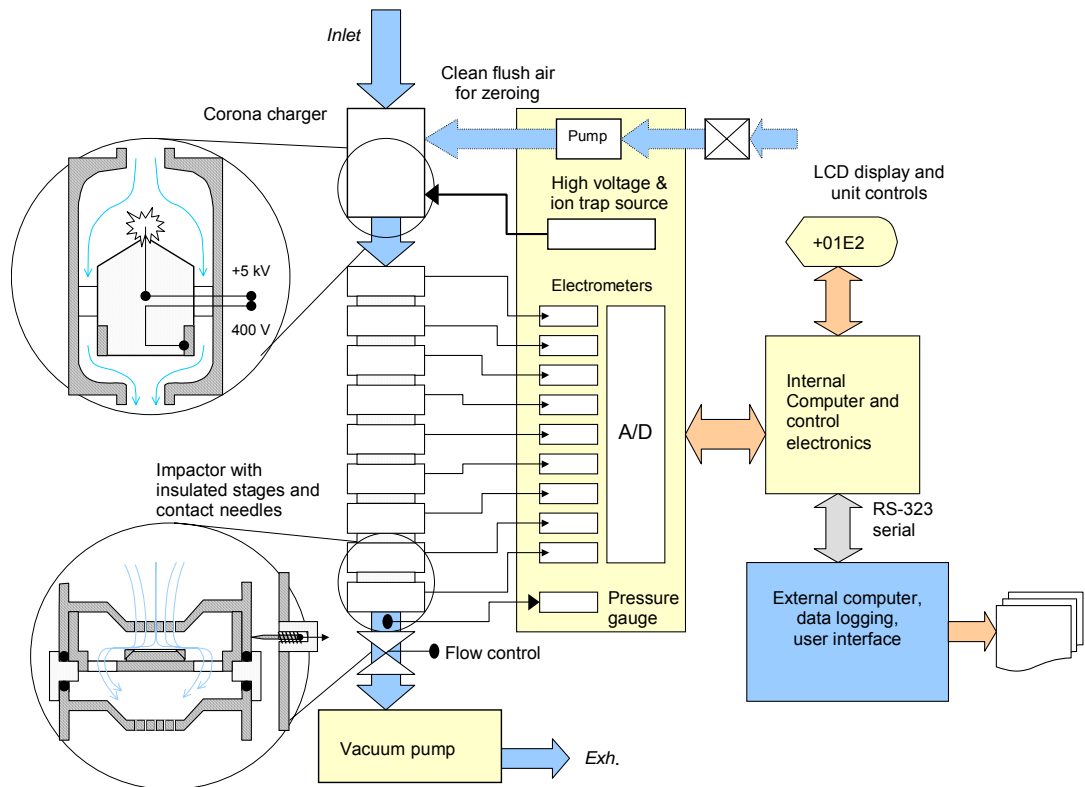 Inlet
Clean flush air
for zeroing
Corona charger
Pump
High voltage &
ion trap source
LCD display and
unit controls
+01E2
+5 kV
400 V
Electrometers
A/D
Internal
Computer and
control
electronics
Impactor with
insulated stages and
contact needles
RS-323
serial
Pressure
gauge
External computer,
data logging,
user interface
Flow control
Vacuum pump
Exh.